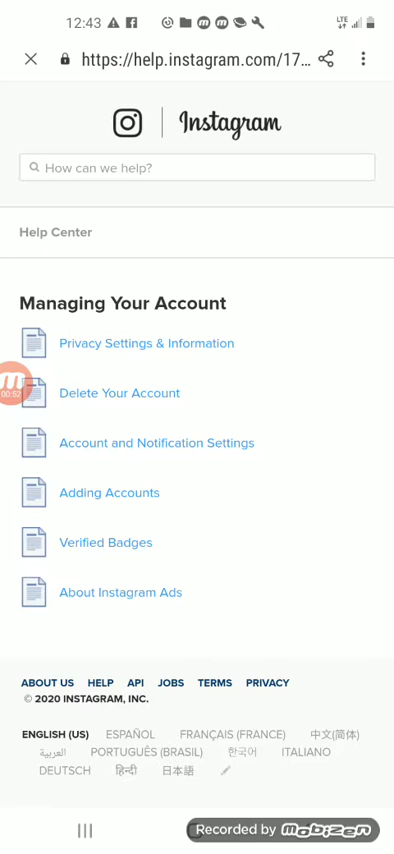 12:43
LTE
https://help.instagram.com/17...
Instagram
How can we help?
Help Center
Managing Your Account
Privacy Settings & Information
00:52
Delete Your Account
Account and Notification Settings
Adding Accounts
Verified Badges
About Instagram Ads
ABOUT US HELP API JOBS TERMS PRIVACY
© 2020 INSTAGRAM, INC.
ENGLISH (US) ESPAÑOL FRANÇAIS (FRANCE) 中文(简体)
العربية PORTUGUÊS (BRASIL) 한국어 ITALIANO
DEUTSCH हिन्दी 日本語
Recorded by mobizen